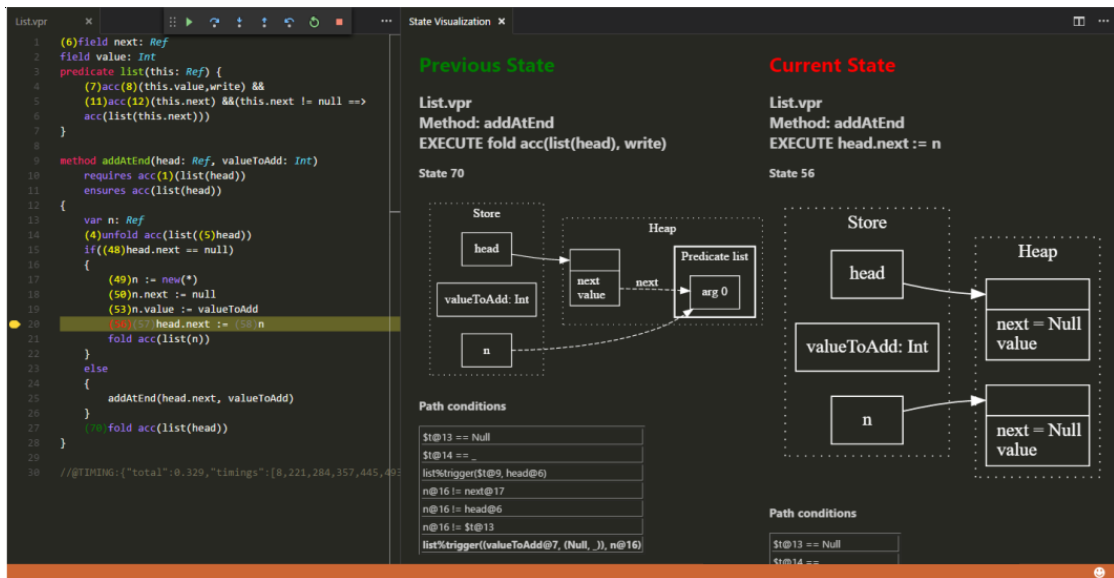 List.vpr ×
State Visualization ×
1 (6)field next: Ref
2 field value: Int
3 predicate list(this: Ref) {
4 (7)acc(8)(this.value,write) &&
5 (11)acc(12)(this.next) &&(this.next != null ==>
6 acc(list(this.next)))
7 }
8
9 method addAtEnd(head: Ref, valueToAdd: Int)
10 requires acc(1)(list(head))
11 ensures acc(list(head))
12 {
13 var n: Ref
14 (4)unfold acc(list((5)head))
15 if((48)head.next == null)
16 {
17 (49)n := new(*)
18 (50)n.next := null
19 (53)n.value := valueToAdd
20 (56)(57)head.next := (58)n
21 fold acc(list(n))
22 }
23 else
24 {
25 addAtEnd(head.next, valueToAdd)
26 }
27 (70)fold acc(list(head))
28 }
29
30 //@TIMING:{"total":0.329,"timings":[8,221,284,357,445,493
Previous State
List.vpr
Method: addAtEnd
EXECUTE fold acc(list(head), write)
State 70
Store
head
valueToAdd: Int
n
Heap
next
value
next
Predicate list
arg 0
Path conditions
$t@13 == Null
$t@14 == _
list%trigger($t@9, head@6)
n@16 != next@17
n@16 != head@6
n@16 != $t@13
list%trigger((valueToAdd@7, (Null, _)), n@16)
Current State
List.vpr
Method: addAtEnd
EXECUTE head.next := n
State 56
Store
head
valueToAdd: Int
n
Heap
next = Null
value
next = Null
value
Path conditions
$t@13 == Null
$t@14 ==